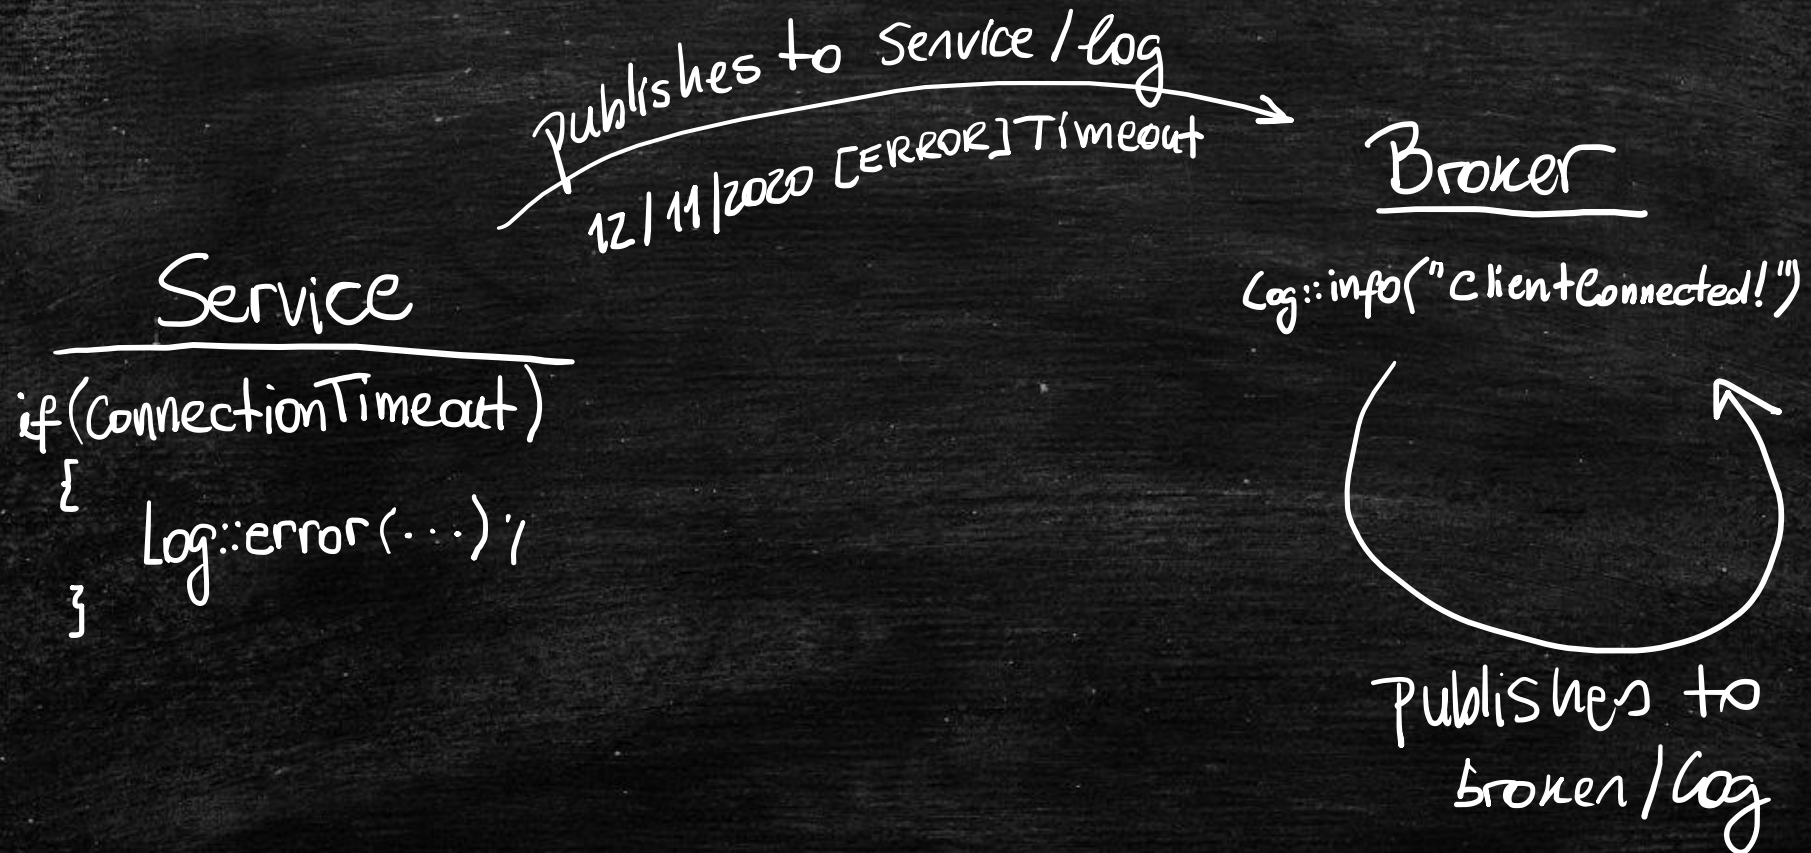 publishes to service/log
12/11/2020 [ERROR] Timeout
Broker
Log::info("ClientConnected!")
Service
if(ConnectionTimeout)
{
Log::error(...);
}
publishes to
broker/log